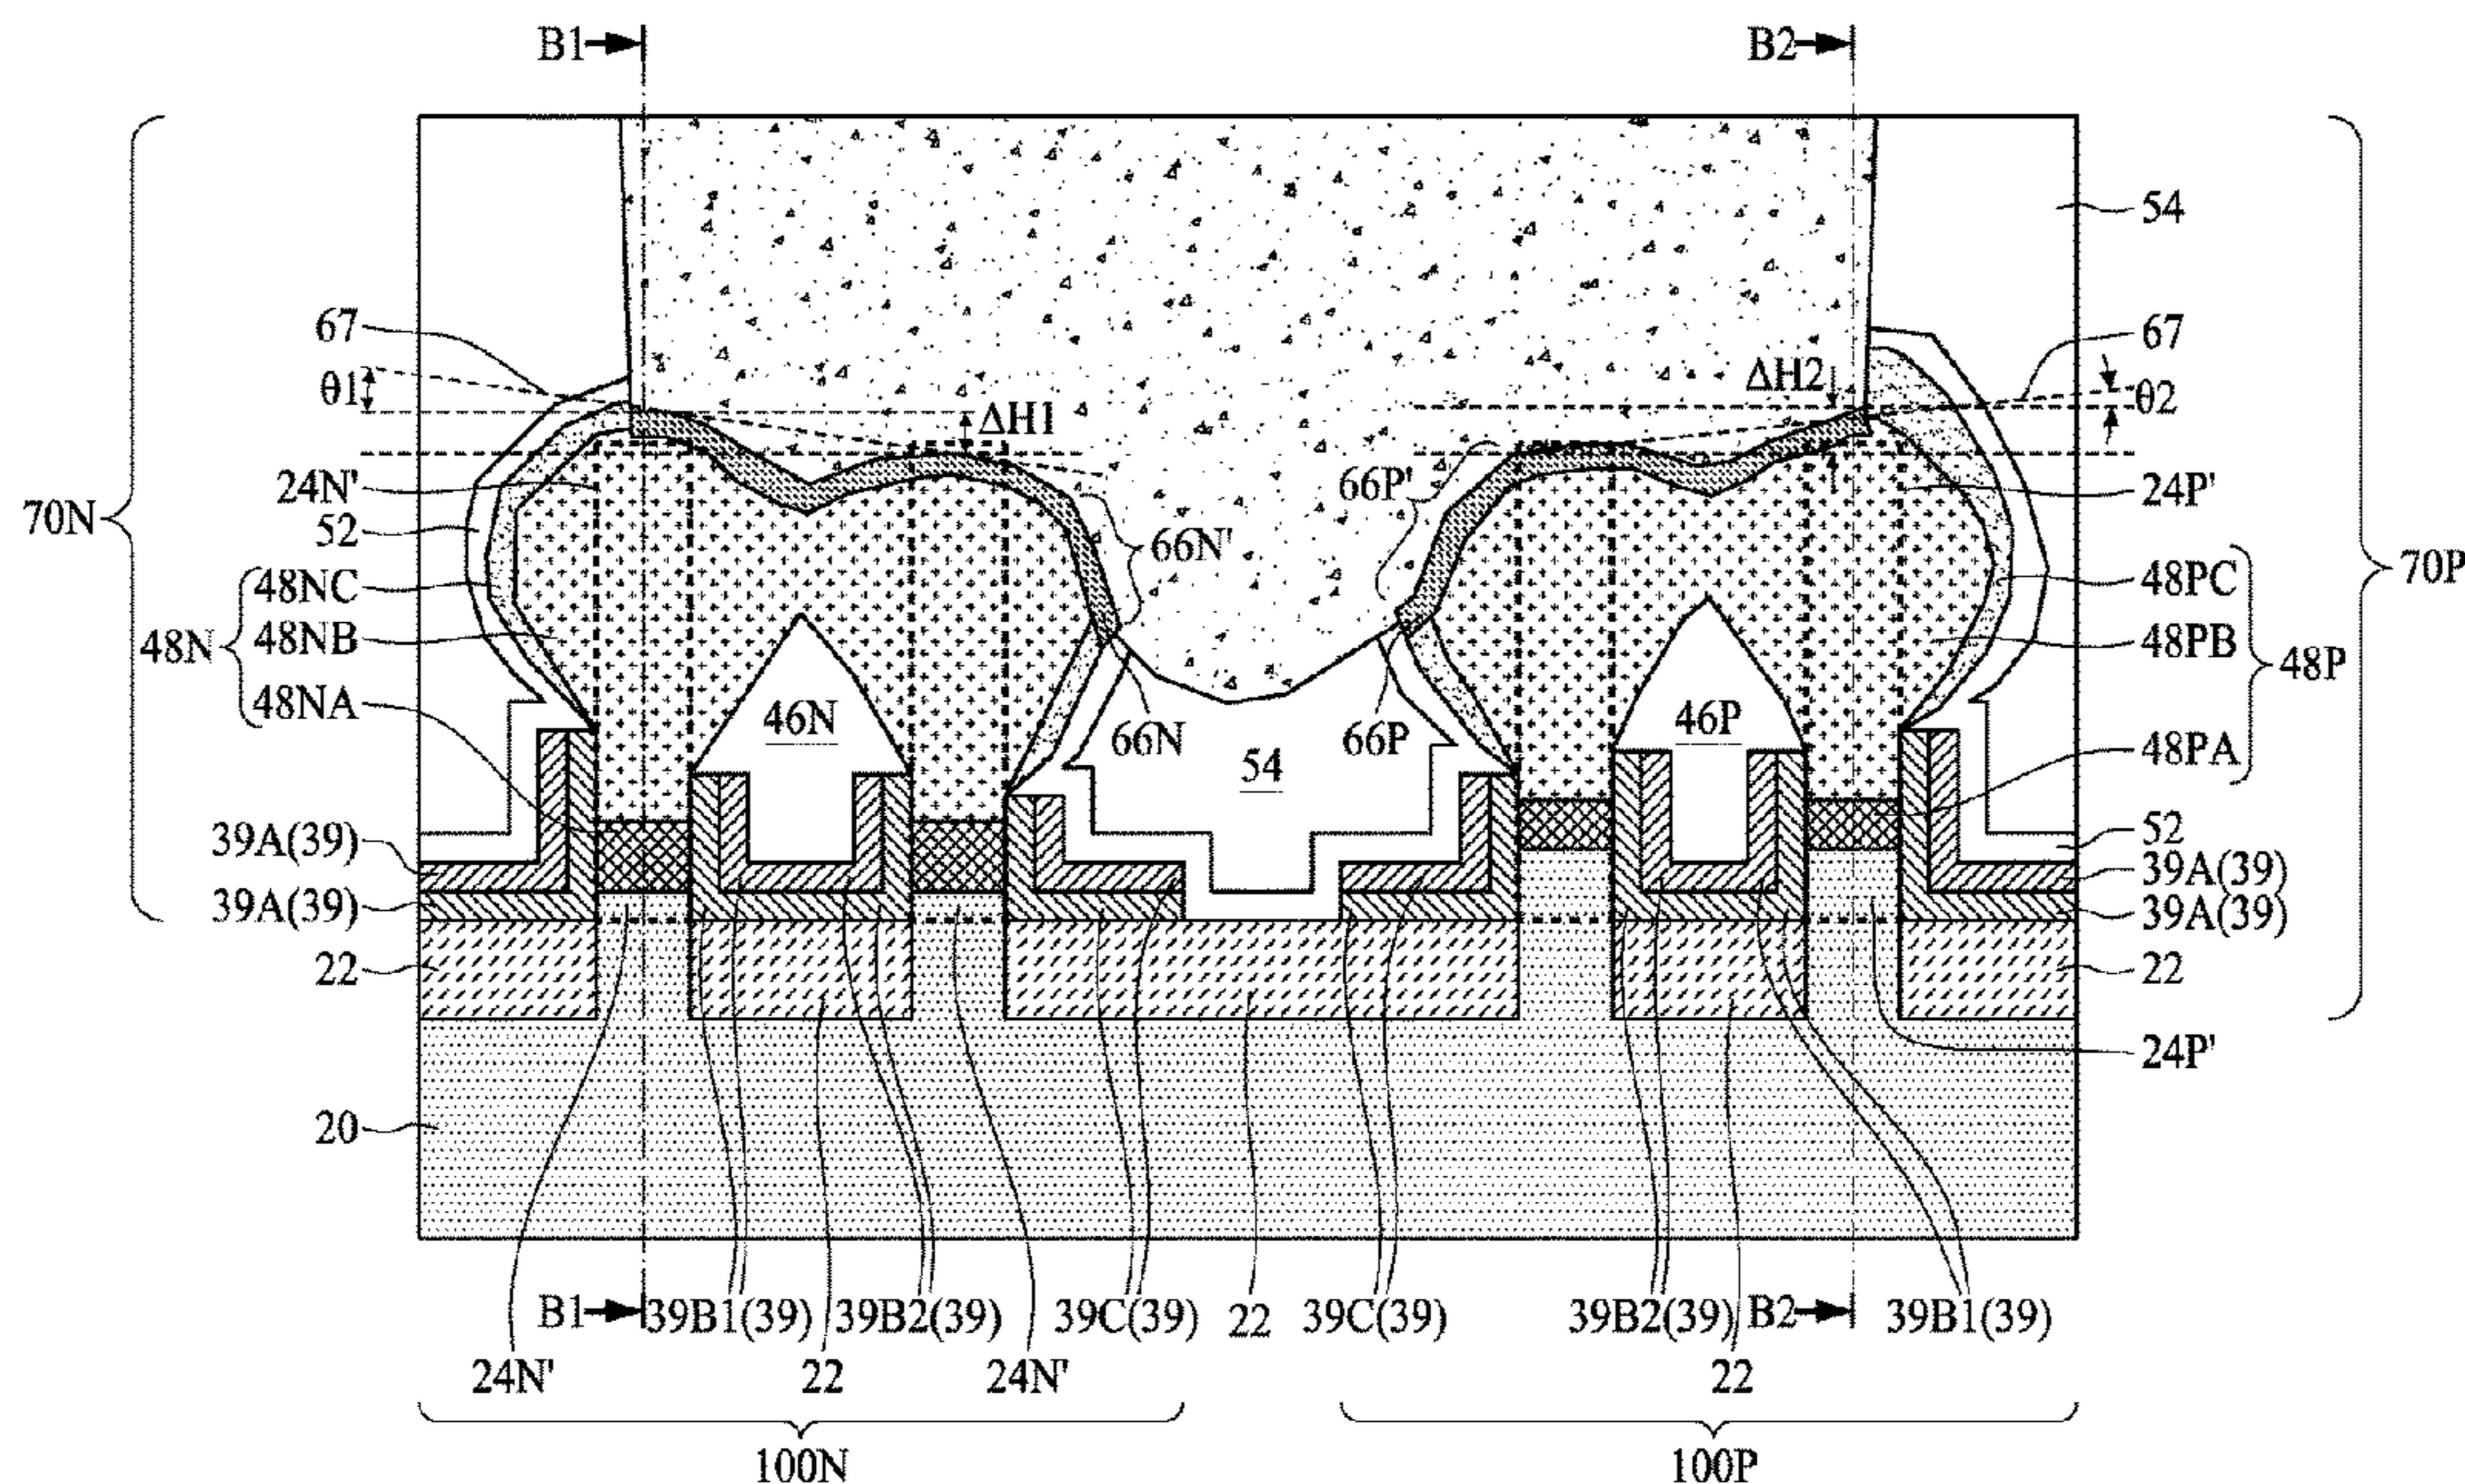 B1 B2
54
67 67
θ1 ΔH1 ΔH2 θ2
24N' 66P' 24P'
70N 52 66N' 70P
48NC 48PC
48N 48NB 48PB 48P
48NA 46N 66N 66P 46P
54 48PA
39A(39) 52
39A(39) 39A(39)
39A(39)
22 22
24P'
20
B1 39B1(39) 39B2(39) 39C(39) 22 39C(39) 39B2(39) B2 39B1(39)
24N' 22 24N' 22
100N 100P